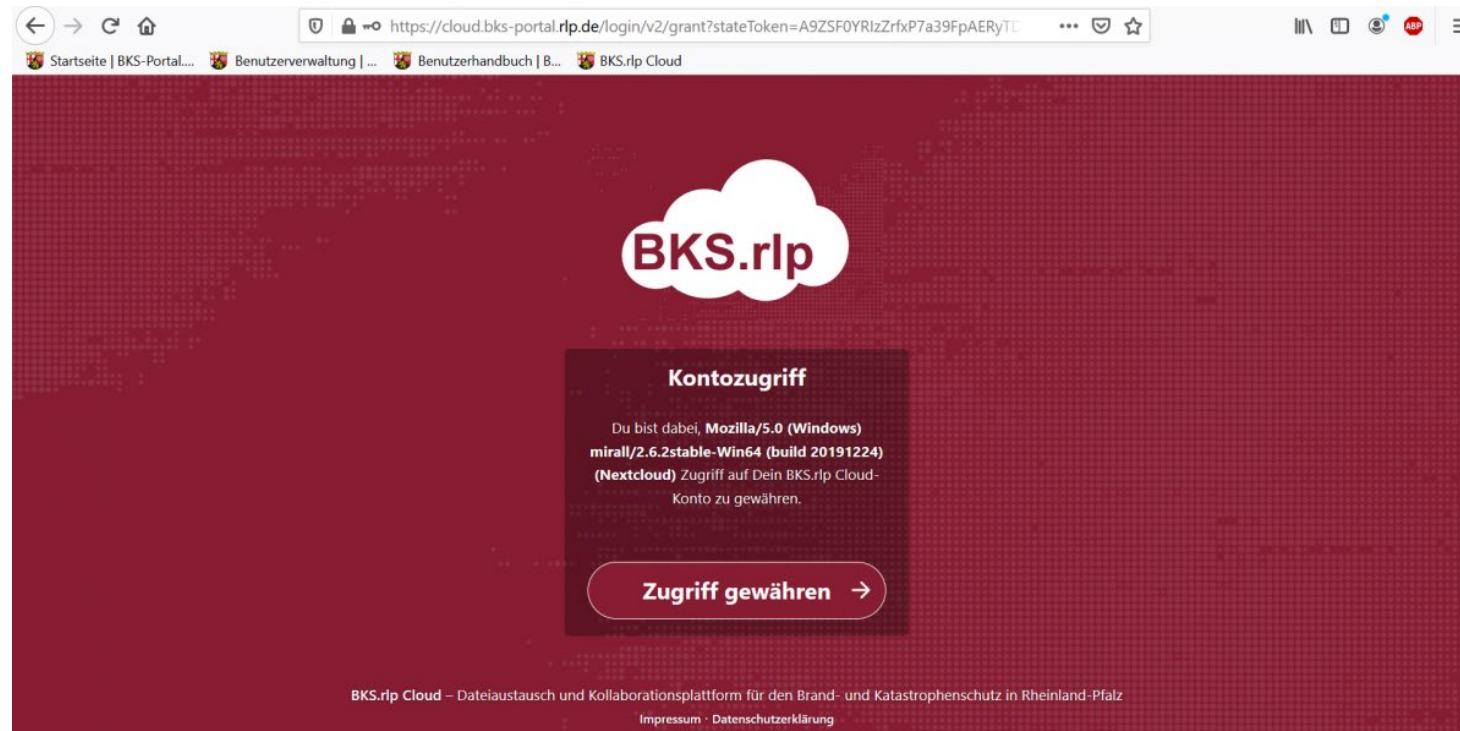 https://cloud.bks-portal.rlp.de/login/v2/grant?stateToken=A9ZSF0YRIzZrfxP7a39FpAERyTD
ABP
Startseite | BKS-Portal.... Benutzerverwaltung | ... Benutzerhandbuch | B... BKS.rlp Cloud
BKS.rlp
Kontozugriff
Du bist dabei, Mozilla/5.0 (Windows)
mirall/2.6.2stable-Win64 (build 20191224)
(Nextcloud) Zugriff auf Dein BKS.rlp Cloud-
Konto zu gewähren.
Zugriff gewähren
BKS.rlp Cloud – Dateiaustausch und Kollaborationsplattform für den Brand- und Katastrophenschutz in Rheinland-Pfalz
Impressum · Datenschutzerklärung